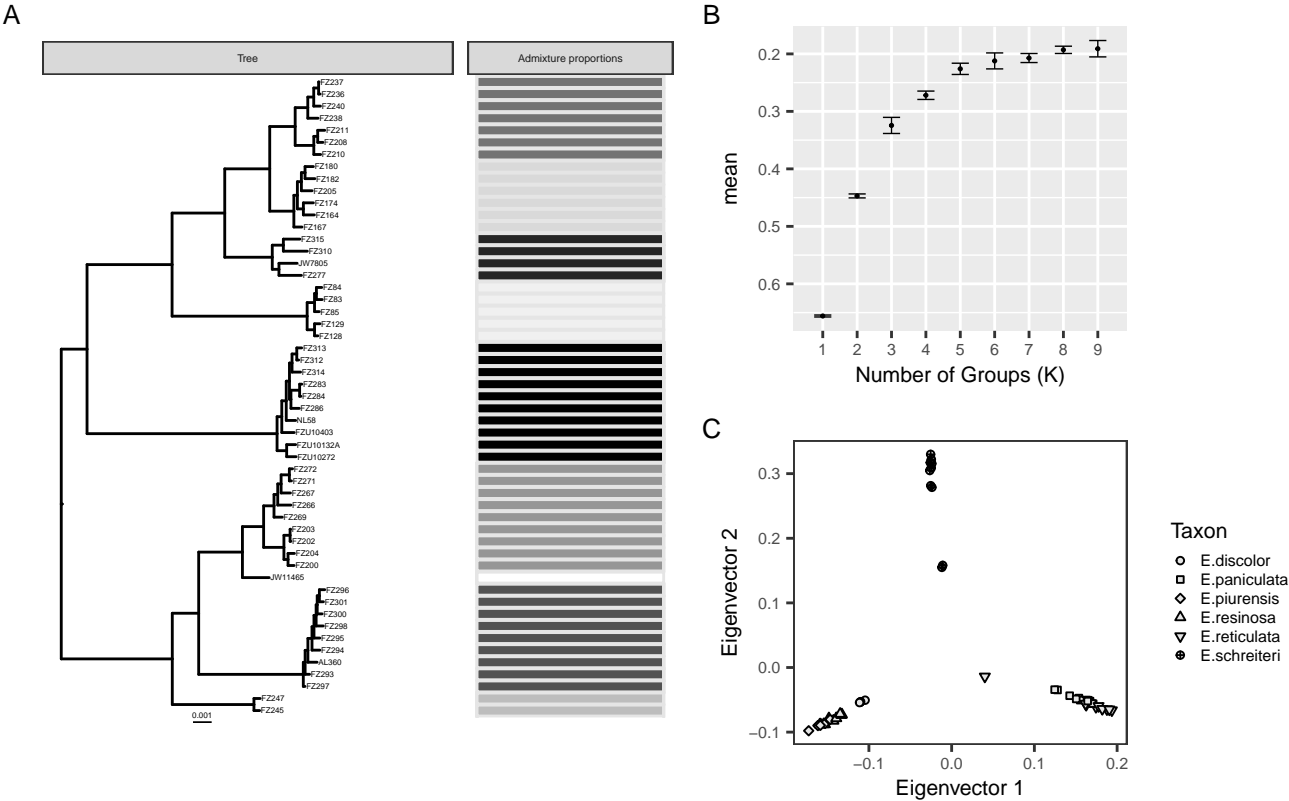 A
Tree
Admixture proportions
FZ237
FZ236
FZ240
FZ238
FZ211
FZ208
FZ210
FZ180
FZ182
FZ205
FZ174
FZ164
FZ167
FZ315
FZ310
JW7805
FZ277
FZ84
FZ83
FZ85
FZ129
FZ128
FZ313
FZ312
FZ314
FZ283
FZ284
FZ286
NL58
FZU10403
FZU10132A
FZU10272
FZ272
FZ271
FZ267
FZ266
FZ269
FZ203
FZ202
FZ204
FZ200
JW11465
FZ296
FZ301
FZ300
FZ298
FZ295
FZ294
AL360
FZ293
FZ297
FZ247
FZ245
0.001
B
mean
0.2
0.3
0.4
0.5
0.6
1 2 3 4 5 6 7 8 9
Number of Groups (K)
C
Eigenvector 2
0.3
0.2
0.1
0.0
−0.1
−0.1 0.0 0.1 0.2
Eigenvector 1
Taxon
E.discolor
E.paniculata
E.piurensis
E.resinosa
E.reticulata
E.schreiteri